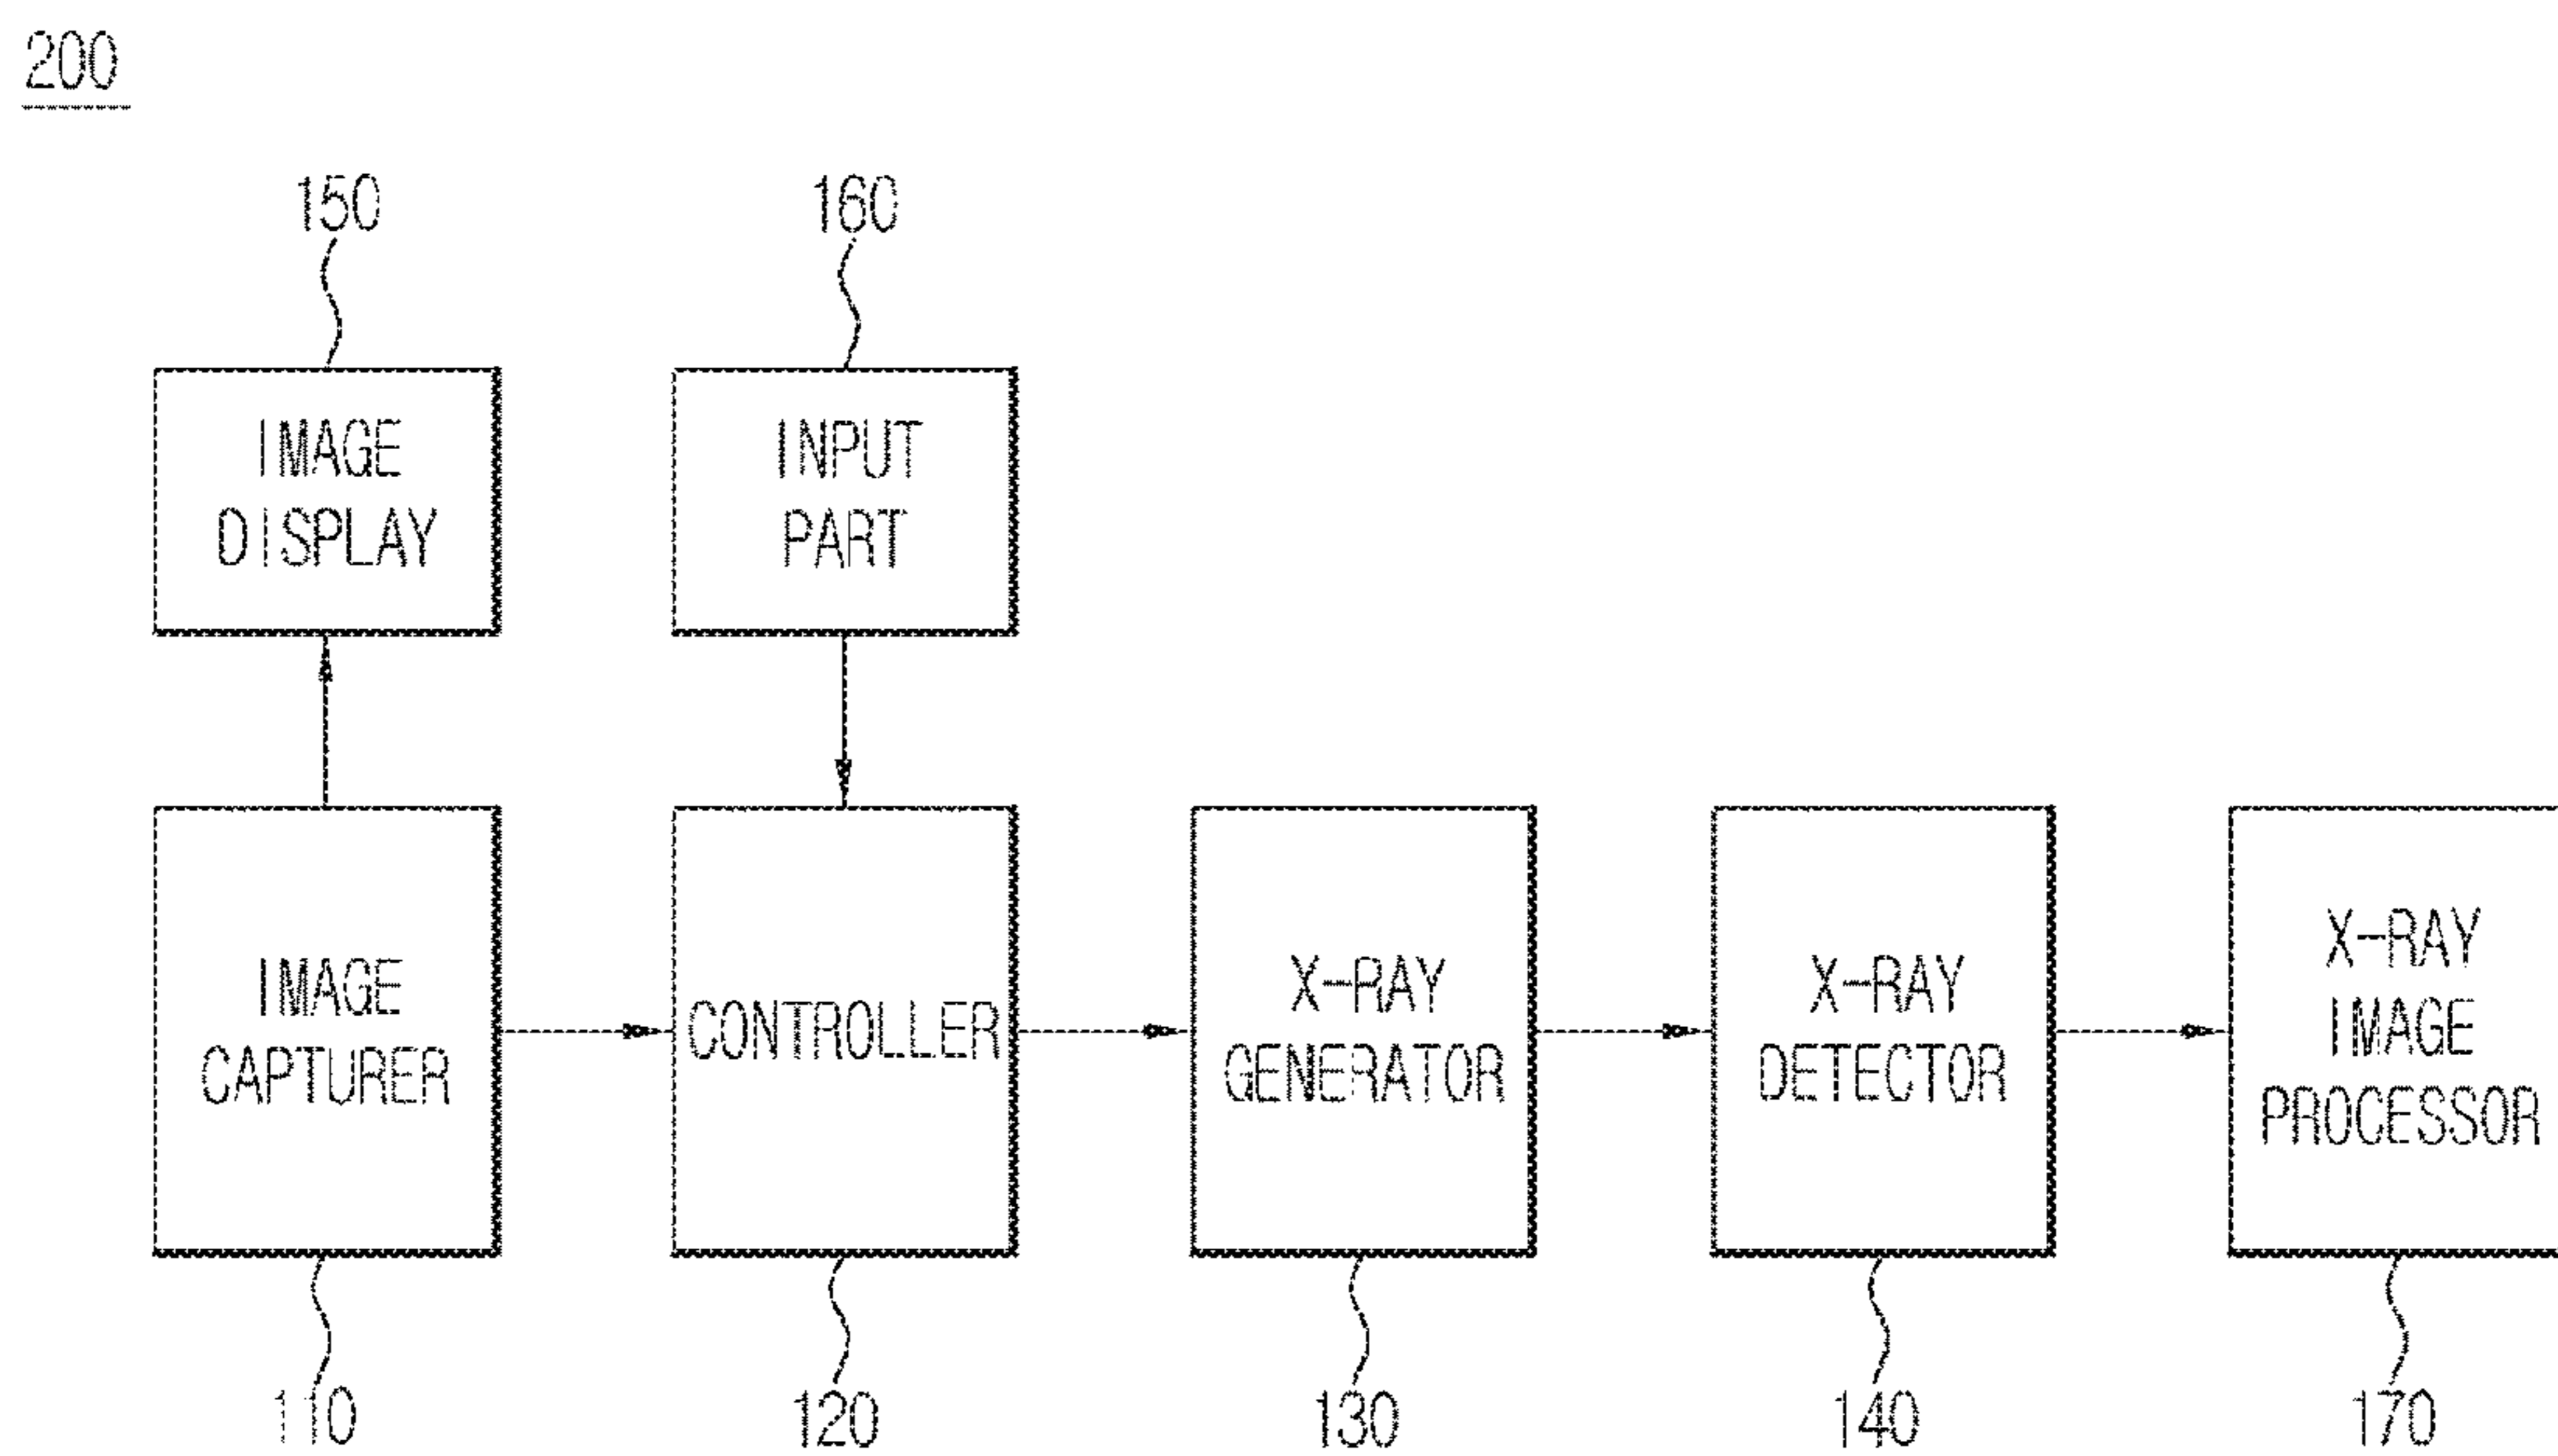 200
150
160
IMAGE
DISPLAY
INPUT
PART
IMAGE
CAPTURER
CONTROLLER
X-RAY
GENERATOR
X-RAY
DETECTOR
X-RAY
IMAGE
PROCESSOR
110
120
130
140
170